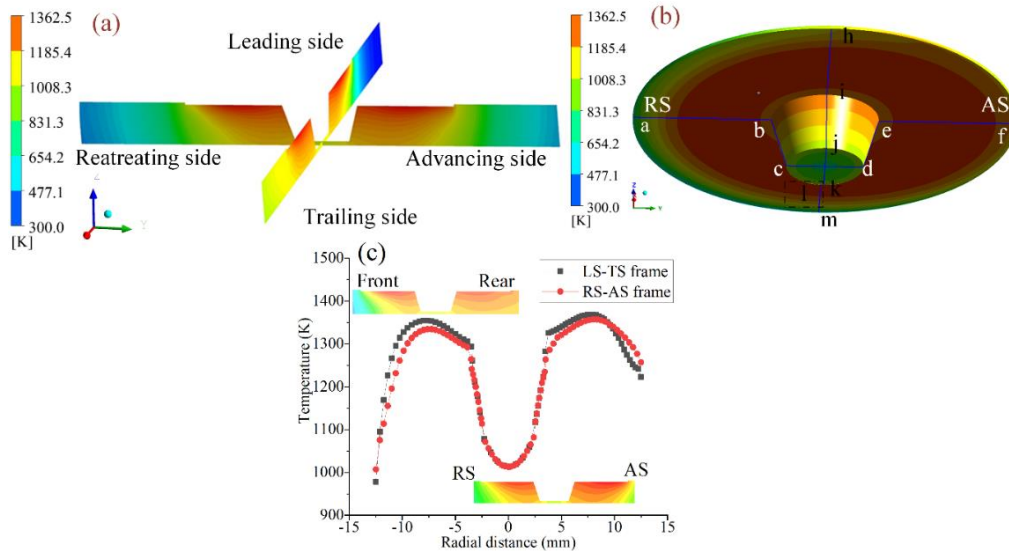 (a)
1362.5
1185.4
1008.3
831.3
654.2
477.1
300.0
[K]
Leading side
Reatreating side
Advancing side
Trailing side
Z
Y
(b)
1362.5
1185.4
1008.3
831.3
654.2
477.1
300.0
[K]
h
RS
i
AS
a
b
e
f
j
c
d
l
k
m
Z
Y
(c)
1500
1400
1300
1200
1100
1000
900
Temperature (K)
Front
Rear
LS-TS frame
RS-AS frame
RS
AS
-15
-10
-5
0
5
10
15
Radial distance (mm)